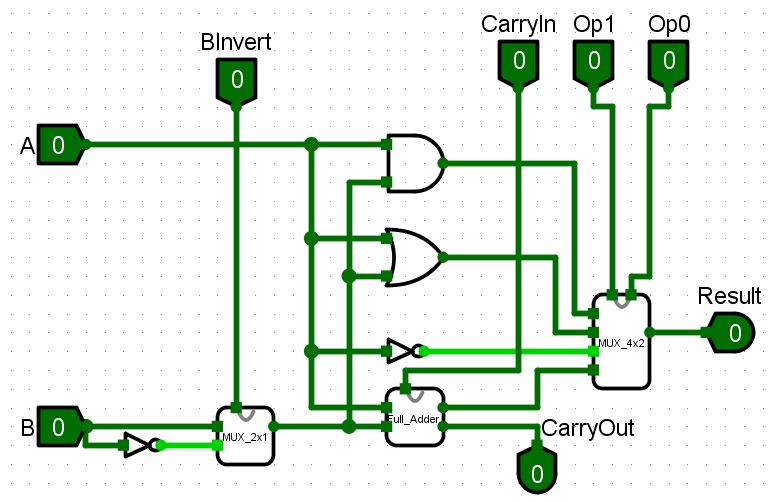 CarryIn Op1 Op0
BInvert
0 0 0
0
A 0
Result
0
MUX_4x2
Full_Adder
B 0
CarryOut
MUX_2x1
0